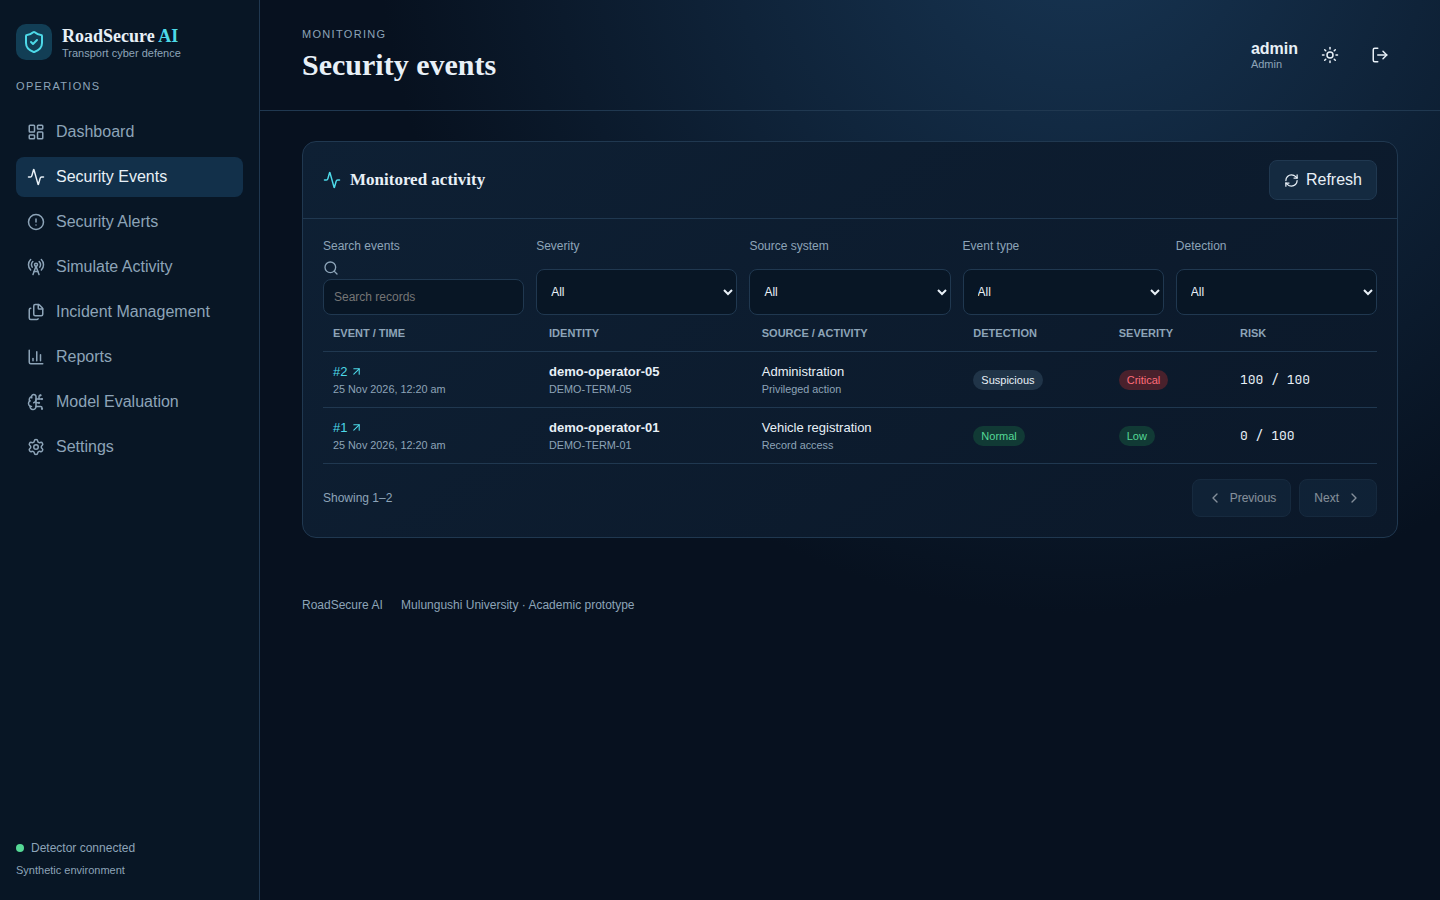 RoadSecure AI
Transport cyber defence
OPERATIONS
Dashboard
Security Events
Security Alerts
Simulate Activity
Incident Management
Reports
Model Evaluation
Settings
Detector connected
Synthetic environment
MONITORING
Security events
admin
Admin
Monitored activity
Refresh
Search events Severity Source system Event type Detection
Search records All All All All
EVENT / TIME IDENTITY SOURCE / ACTIVITY DETECTION SEVERITY RISK
#2 demo-operator-05 Administration Suspicious Critical 100 / 100
25 Nov 2026, 12:20 am DEMO-TERM-05 Privileged action
#1 demo-operator-01 Vehicle registration Normal Low 0 / 100
25 Nov 2026, 12:20 am DEMO-TERM-01 Record access
Showing 1–2 Previous Next
RoadSecure AI Mulungushi University · Academic prototype